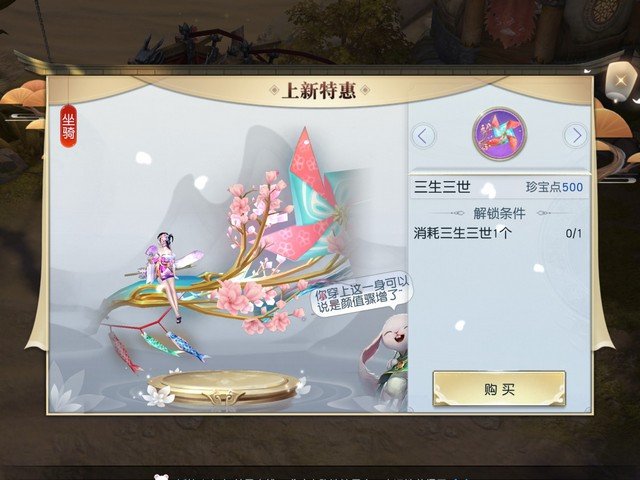 上新特惠
坐骑
三生三世 珍宝点500
解锁条件
消耗三生三世1个 0/1
你穿上这一身可以
说是颜值骤增了~
购买